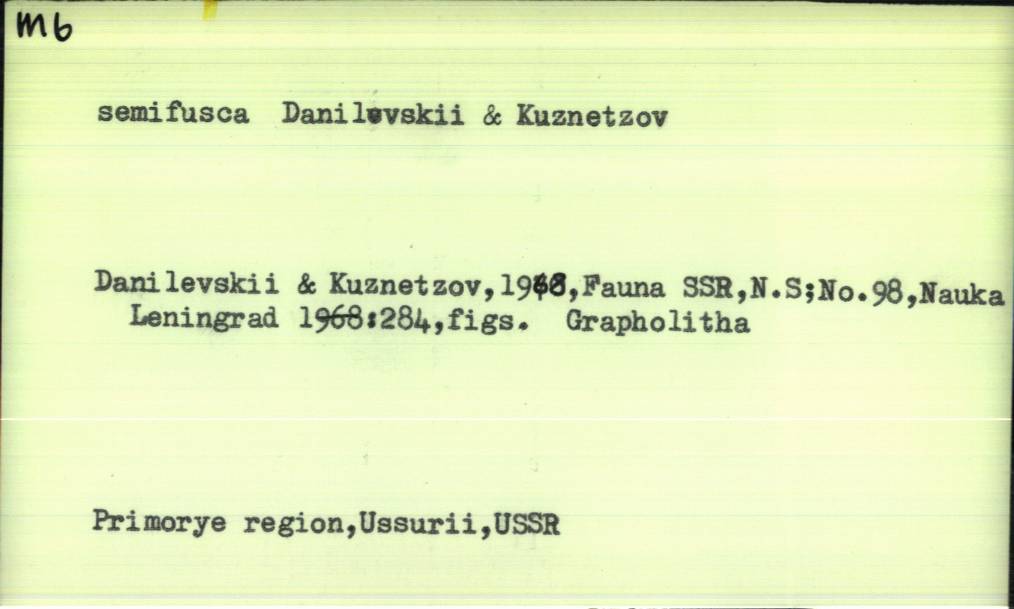 m6
semifusca Danilevskii & Kuznetzov
Danilevskii & Kuznetzov,1968,Fauna SSR,N.S;No.98,Nauka
Leningrad 1968:284,figs. Grapholitha
Primorye region,Ussurii,USSR